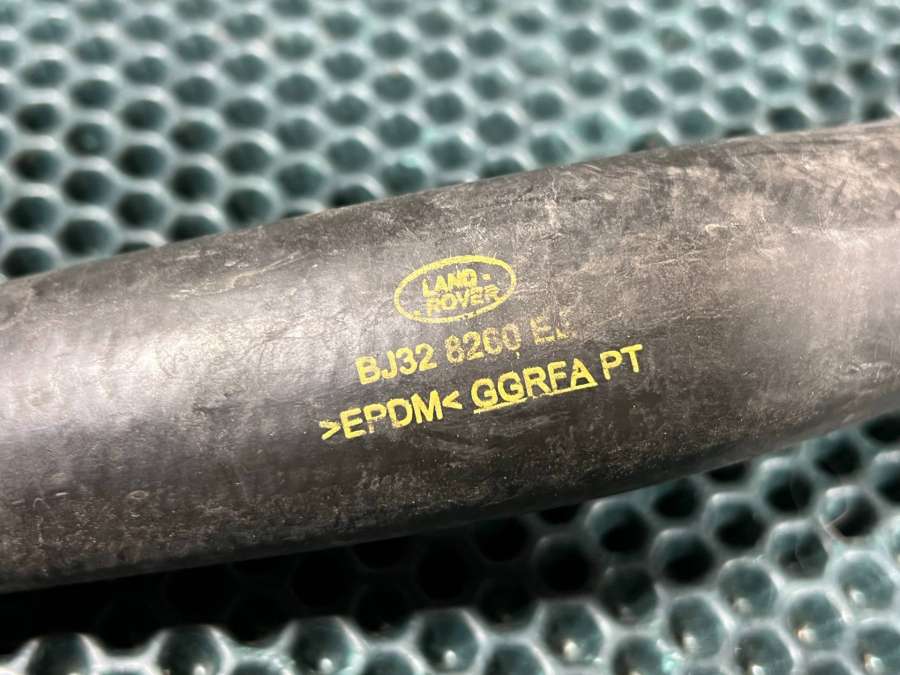 LAND-
ROVER
BJ32 8260
>EPDM< GGRFA PT